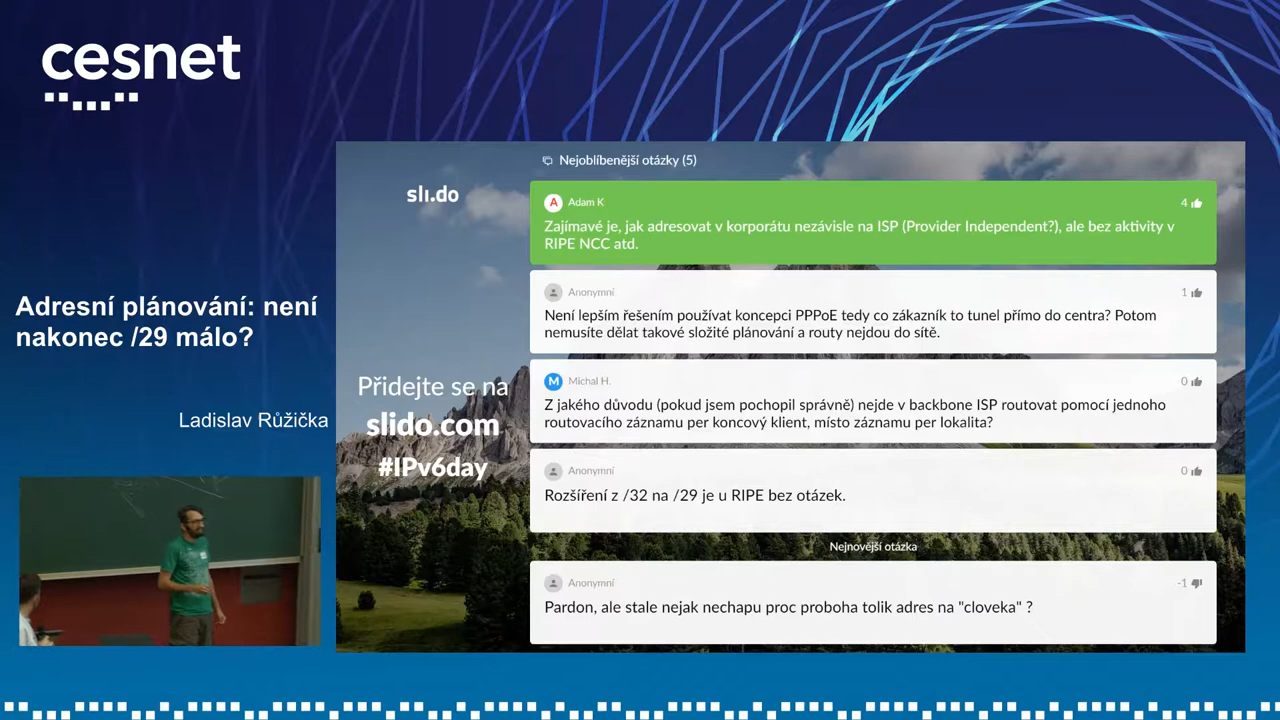 cesnet
Adresní plánování: není
nakonec /29 málo?
Ladislav Růžička
sli.do
Přidejte se na
slido.com
#IPv6day
Nejoblíbenější otázky (5)
A Adam K 4
Zajímavé je, jak adresovat v korporátu nezávisle na ISP (Provider Independent?), ale bez aktivity v
RIPE NCC atd.
Anonymní 1
Není lepším řešením používat koncepci PPPoE tedy co zákazník to tunel přímo do centra? Potom
nemusíte dělat takové složité plánování a routy nejdou do sítě.
M Michal H. 0
Z jakého důvodu (pokud jsem pochopil správně) nejde v backbone ISP routovat pomocí jednoho
routovacího záznamu per koncový klient, místo záznamu per lokalita?
Anonymní 0
Rozšíření z /32 na /29 je u RIPE bez otázek.
Nejnovější otázka
Anonymní -1
Pardon, ale stale nejak nechapu proc proboha tolik adres na "cloveka" ?